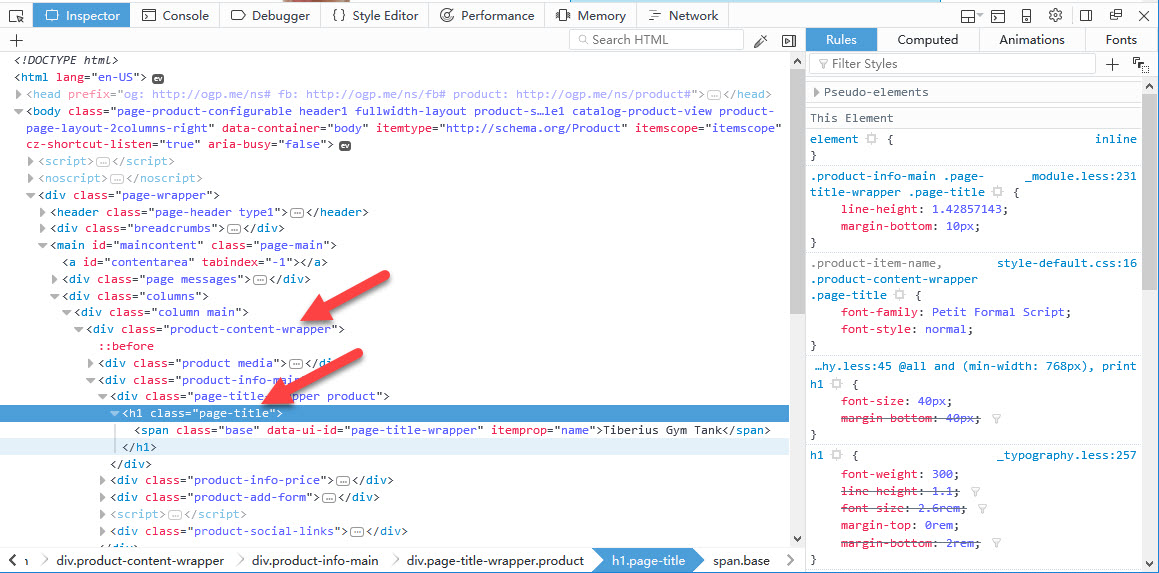 Inspector Console Debugger { } Style Editor Performance Memory Network
+ Search HTML Rules Computed Animations Fonts
<!DOCTYPE html>
<html lang="en-US"> ev
<head prefix="og: http://ogp.me/ns# fb: http://ogp.me/ns/fb# product: http://ogp.me/ns/product#"></head>
<body class="page-product-configurable header1 fullwidth-layout product-s…le1 catalog-product-view product-
page-layout-2columns-right" data-container="body" itemtype="http://schema.org/Product" itemscope="itemscope"
cz-shortcut-listen="true" aria-busy="false"> ev
<script>…</script>
<noscript>…</noscript>
<div class="page-wrapper">
<header class="page-header type1">…</header>
<div class="breadcrumbs">…</div>
<main id="maincontent" class="page-main">
<a id="contentarea" tabindex="-1"></a>
<div class="page messages">…</div>
<div class="columns">
<div class="column main">
<div class="product-content-wrapper">
::before
<div class="product media">…</div>
<div class="product-info-main
<div class="page-title-wrapper product">
<h1 class="page-title">
<span class="base" data-ui-id="page-title-wrapper" itemprop="name">Tiberius Gym Tank</span>
</h1>
</div>
<div class="product-info-price">…</div>
<div class="product-add-form">…</div>
<script>…</script>
<div class="product-social-links">…</div>
div.product-content-wrapper div.product-info-main div.page-title-wrapper.product h1.page-title span.base
Filter Styles +
Pseudo-elements
This Element
element { inline
}
.product-info-main .page- _module.less:231
title-wrapper .page-title {
line-height: 1.42857143;
margin-bottom: 10px;
}
.product-item-name, style-default.css:16
.product-content-wrapper
.page-title {
font-family: Petit Formal Script;
font-style: normal;
}
…hy.less:45 @all and (min-width: 768px), print
h1 {
font-size: 40px;
margin-bottom: 40px;
}
h1 { _typography.less:257
font-weight: 300;
line-height: 1.1;
font-size: 2.6rem;
margin-top: 0rem;
margin-bottom: 2rem;
}